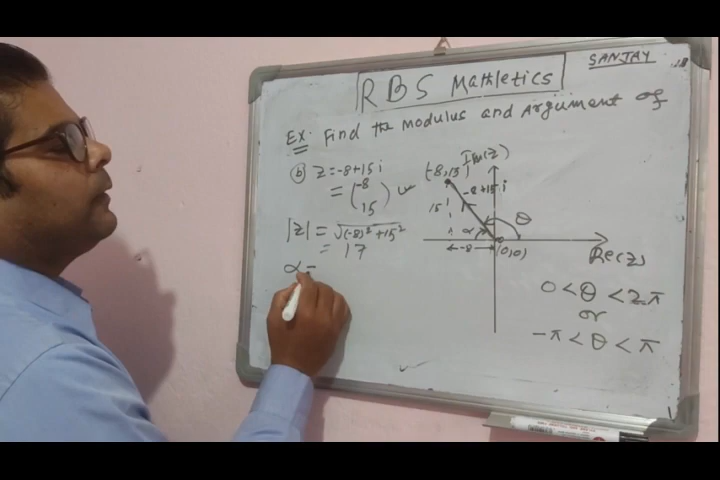 SANJAY
RBS Mathletics
Ex: Find the Modulus and Argument of
(b) z = -8+15i
= (-8
15)
|z| = √(-8)² + 15²
= 17
α =
Im(z)
(-8,15)
-8+15i
15
α
θ
-8
(0,0)
Re(z)
0 < θ < 2π
or
-π < θ < π